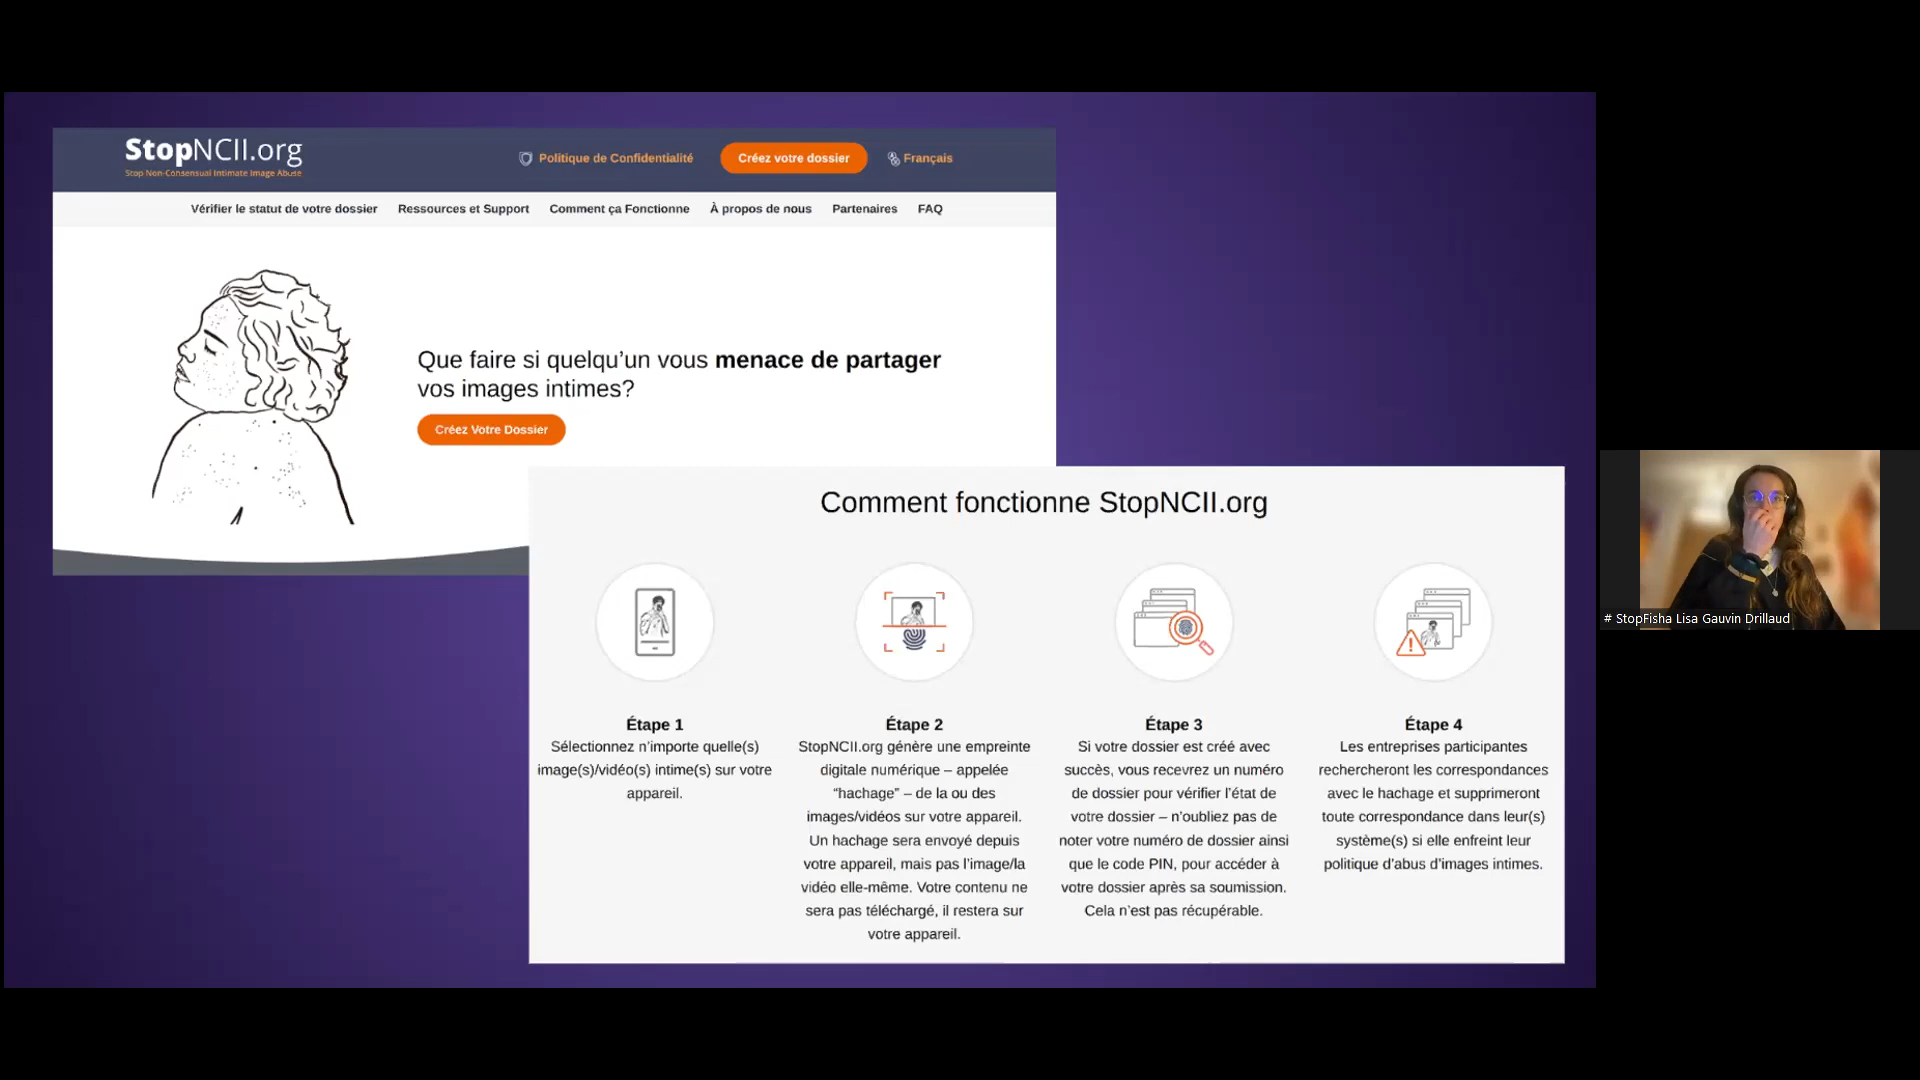 StopNCII.org
Stop Non-Consensual Intimate Image Abuse
Politique de Confidentialité
Créez votre dossier
Français
Vérifier le statut de votre dossier
Ressources et Support
Comment ça Fonctionne
À propos de nous
Partenaires
FAQ
Que faire si quelqu’un vous menace de partager
vos images intimes?
Créez Votre Dossier
Comment fonctionne StopNCII.org
Étape 1
Sélectionnez n’importe quelle(s)
image(s)/vidéo(s) intime(s) sur votre
appareil.
Étape 2
StopNCII.org génère une empreinte
digitale numérique – appelée
“hachage” – de la ou des
images/vidéos sur votre appareil.
Un hachage sera envoyé depuis
votre appareil, mais pas l’image/la
vidéo elle-même. Votre contenu ne
sera pas téléchargé, il restera sur
votre appareil.
Étape 3
Si votre dossier est créé avec
succès, vous recevrez un numéro
de dossier pour vérifier l’état de
votre dossier – n’oubliez pas de
noter votre numéro de dossier ainsi
que le code PIN, pour accéder à
votre dossier après sa soumission.
Cela n’est pas récupérable.
Étape 4
Les entreprises participantes
rechercheront les correspondances
avec le hachage et supprimeront
toute correspondance dans leur(s)
système(s) si elle enfreint leur
politique d’abus d’images intimes.
# StopFisha Lisa Gauvin Drillaud